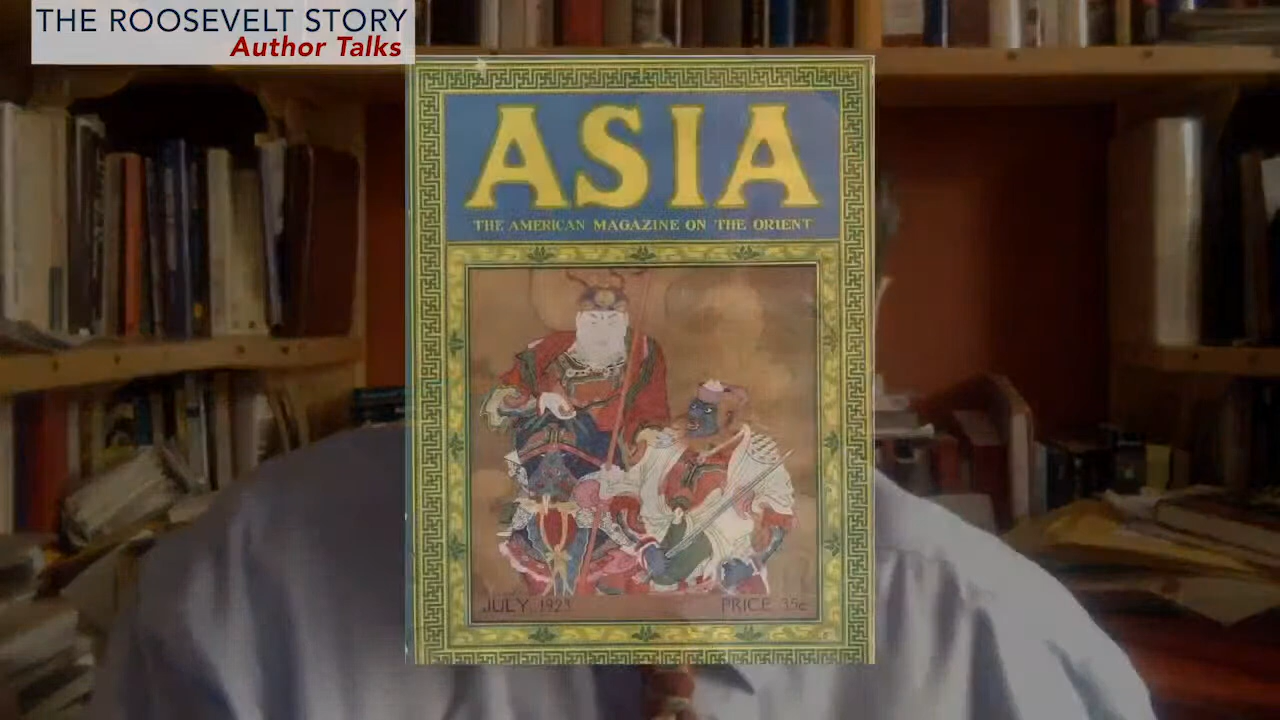 THE ROOSEVELT STORY
Author Talks
ASIA
THE AMERICAN MAGAZINE ON THE ORIENT
JULY 1923 PRICE 35c